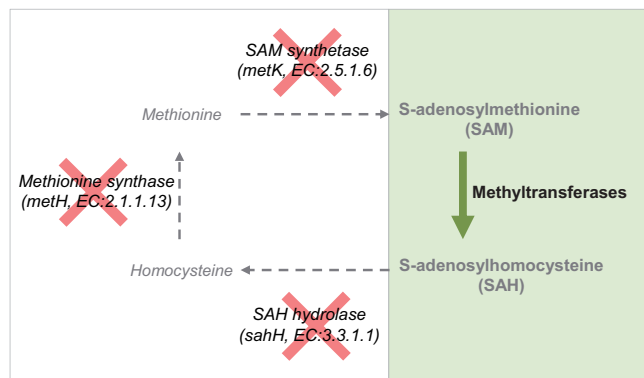 SAM synthetase
(metK, EC:2.5.1.6)
Methionine
S-adenosylmethionine
(SAM)
Methionine synthase
(metH, EC:2.1.1.13)
Methyltransferases
Homocysteine
S-adenosylhomocysteine
(SAH)
SAH hydrolase
(sahH, EC:3.3.1.1)